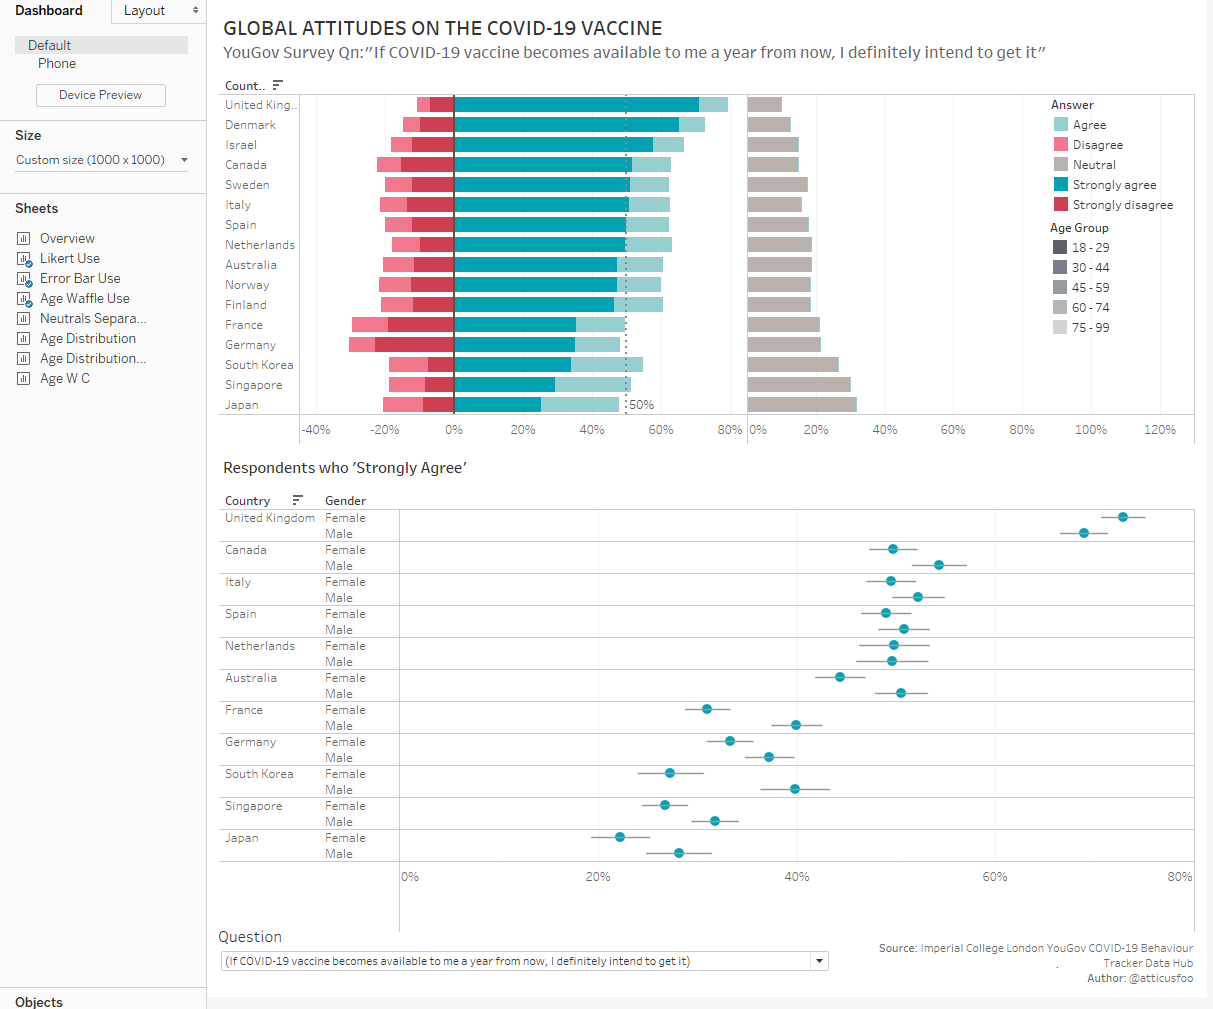 Dashboard
Layout
Default
Phone
Device Preview
Size
Custom size (1000 x 1000)
Sheets
Overview
Likert Use
Error Bar Use
Age Waffle Use
Neutrals Separa...
Age Distribution
Age Distribution...
Age W C
Objects
GLOBAL ATTITUDES ON THE COVID-19 VACCINE
YouGov Survey Qn:"If COVID-19 vaccine becomes available to me a year from now, I definitely intend to get it"
Count..
United King..
Denmark
Israel
Canada
Sweden
Italy
Spain
Netherlands
Australia
Norway
Finland
France
Germany
South Korea
Singapore
Japan
50%
-40% -20% 0% 20% 40% 60% 80% 0% 20% 40% 60% 80% 100% 120%
Answer
Agree
Disagree
Neutral
Strongly agree
Strongly disagree
Age Group
18 - 29
30 - 44
45 - 59
60 - 74
75 - 99
Respondents who 'Strongly Agree'
Country Gender
United Kingdom Female
Male
Canada Female
Male
Italy Female
Male
Spain Female
Male
Netherlands Female
Male
Australia Female
Male
France Female
Male
Germany Female
Male
South Korea Female
Male
Singapore Female
Male
Japan Female
Male
0% 20% 40% 60% 80%
Question
(If COVID-19 vaccine becomes available to me a year from now, I definitely intend to get it)
Source: Imperial College London YouGov COVID-19 Behaviour
Tracker Data Hub
Author: @atticusfoo